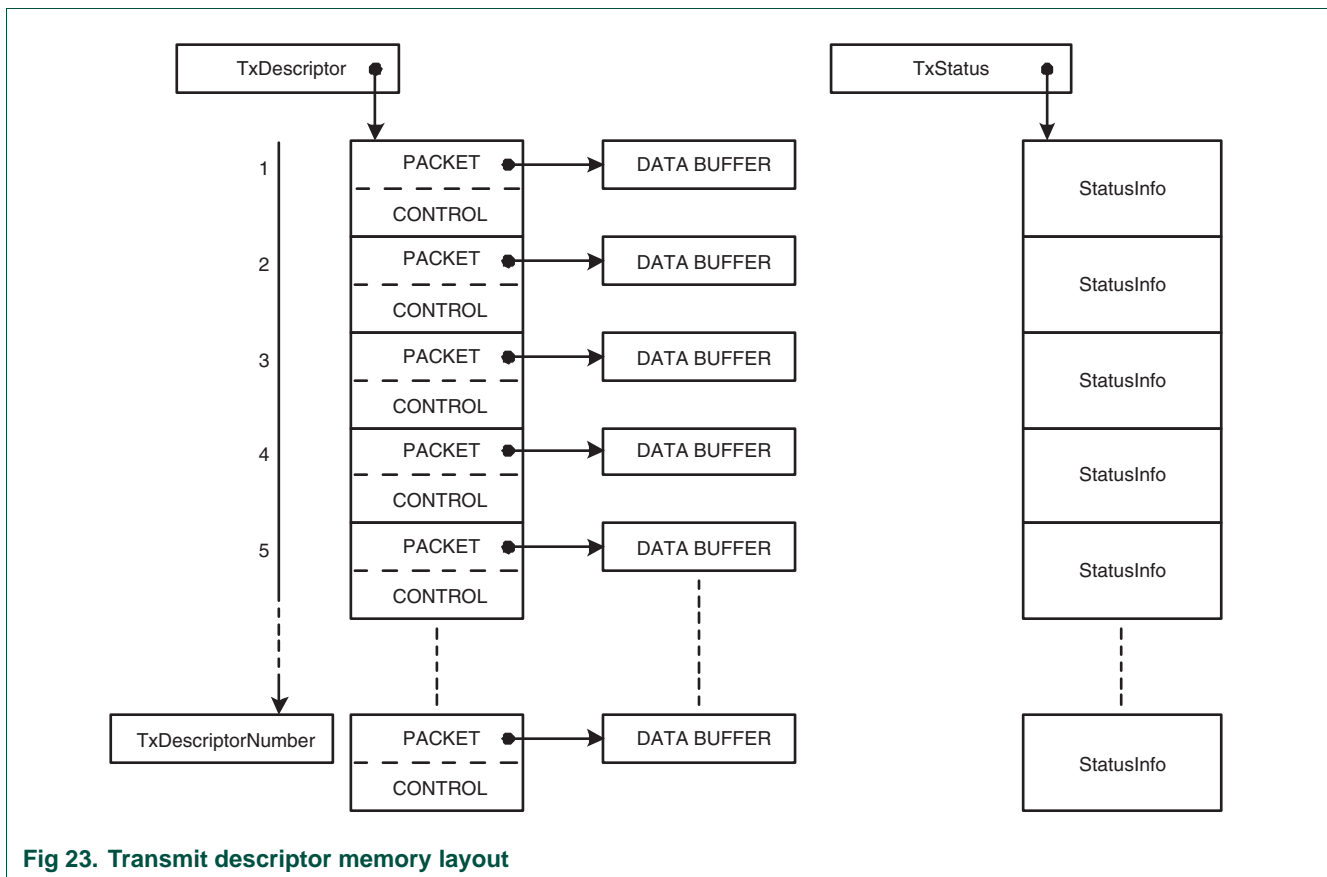 TxDescriptor
TxStatus
1
PACKET
DATA BUFFER
StatusInfo
CONTROL
2
PACKET
DATA BUFFER
StatusInfo
CONTROL
3
PACKET
DATA BUFFER
StatusInfo
CONTROL
4
PACKET
DATA BUFFER
StatusInfo
CONTROL
5
PACKET
DATA BUFFER
StatusInfo
CONTROL
TxDescriptorNumber
PACKET
DATA BUFFER
StatusInfo
CONTROL
Fig 23. Transmit descriptor memory layout